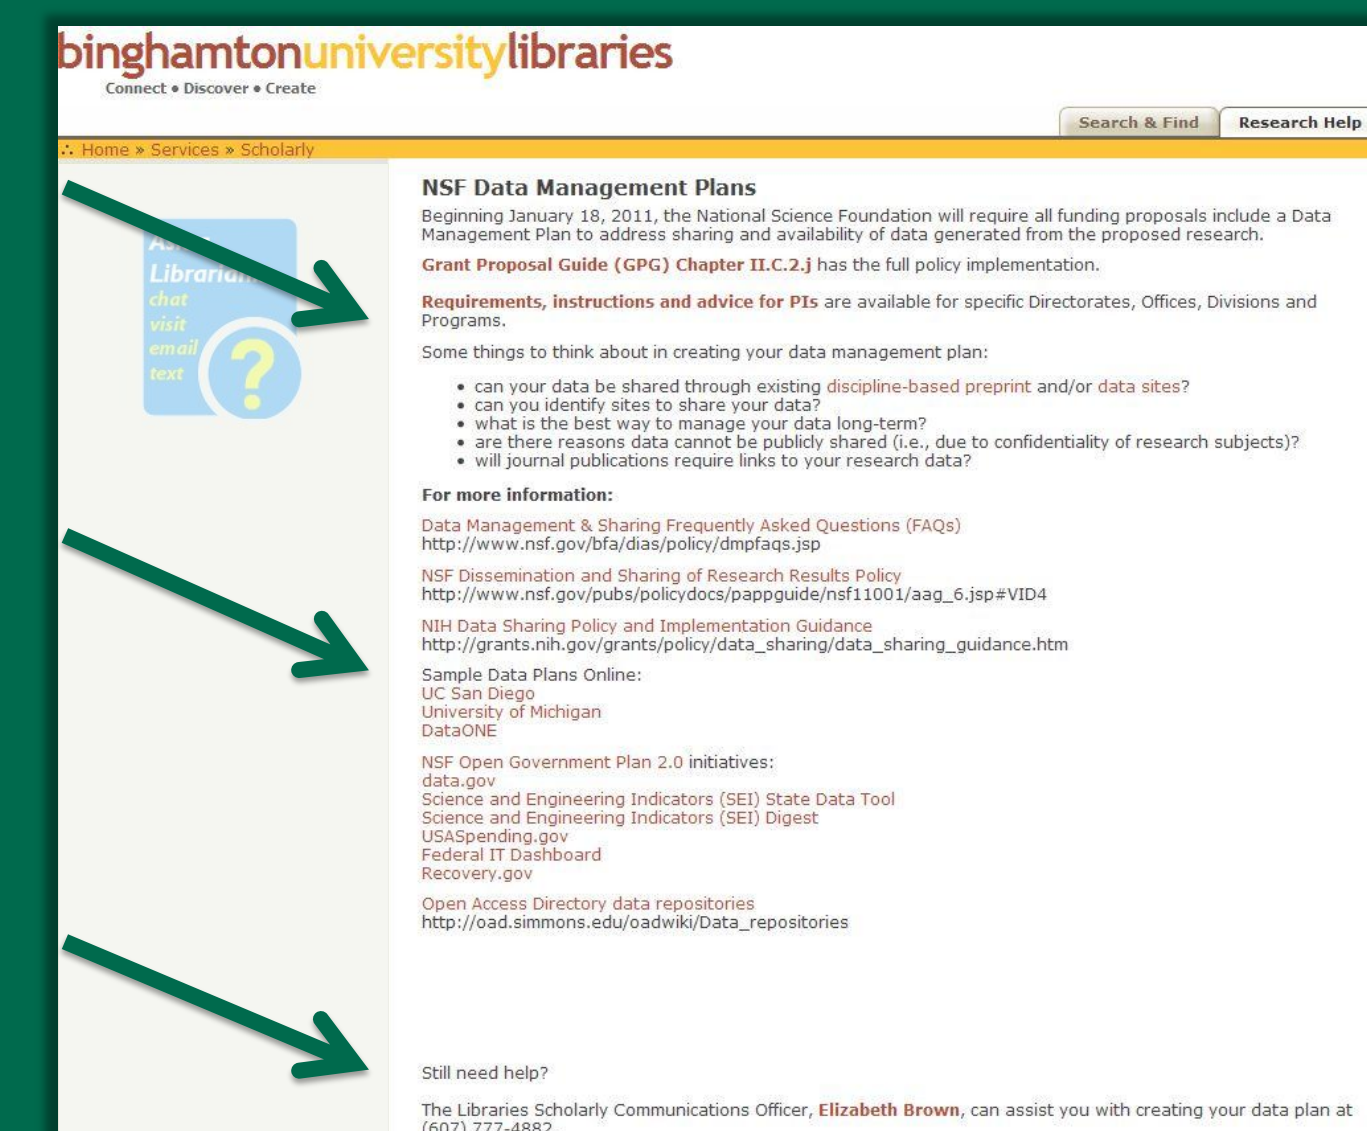 binghamtonuniversitylibraries
Connect • Discover • Create
Search & Find
Research Help
∴ Home » Services » Scholarly
Librarian
chat
visit
email
text
?
NSF Data Management Plans
Beginning January 18, 2011, the National Science Foundation will require all funding proposals include a Data
Management Plan to address sharing and availability of data generated from the proposed research.
Grant Proposal Guide (GPG) Chapter II.C.2.j has the full policy implementation.
Requirements, instructions and advice for PIs are available for specific Directorates, Offices, Divisions and
Programs.
Some things to think about in creating your data management plan:
• can your data be shared through existing discipline-based preprint and/or data sites?
• can you identify sites to share your data?
• what is the best way to manage your data long-term?
• are there reasons data cannot be publicly shared (i.e., due to confidentiality of research subjects)?
• will journal publications require links to your research data?
For more information:
Data Management & Sharing Frequently Asked Questions (FAQs)
http://www.nsf.gov/bfa/dias/policy/dmpfaqs.jsp
NSF Dissemination and Sharing of Research Results Policy
http://www.nsf.gov/pubs/policydocs/pappguide/nsf11001/aag_6.jsp#VID4
NIH Data Sharing Policy and Implementation Guidance
http://grants.nih.gov/grants/policy/data_sharing/data_sharing_guidance.htm
Sample Data Plans Online:
UC San Diego
University of Michigan
DataONE
NSF Open Government Plan 2.0 initiatives:
data.gov
Science and Engineering Indicators (SEI) State Data Tool
Science and Engineering Indicators (SEI) Digest
USASpending.gov
Federal IT Dashboard
Recovery.gov
Open Access Directory data repositories
http://oad.simmons.edu/oadwiki/Data_repositories
Still need help?
The Libraries Scholarly Communications Officer, Elizabeth Brown, can assist you with creating your data plan at
(607) 777-4882